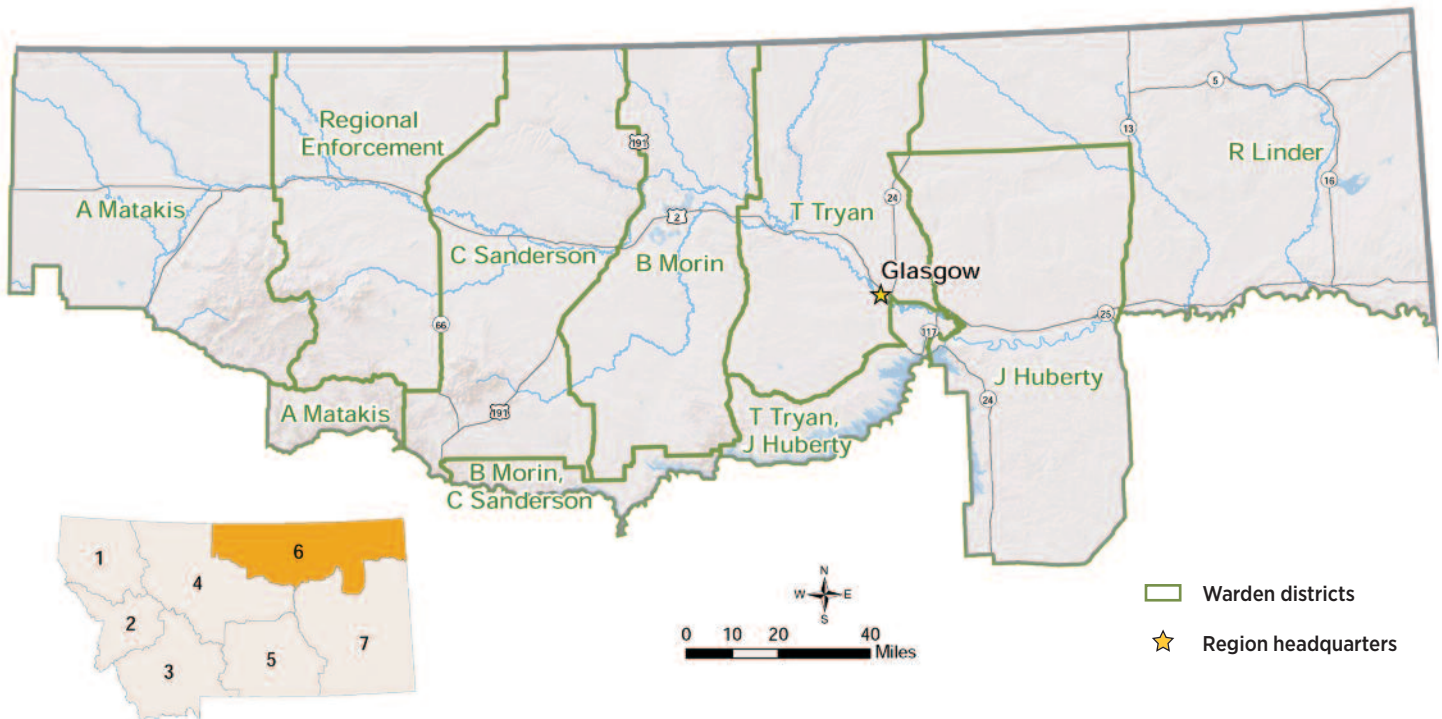 5
13
191
Regional
Enforcement
R Linder
16
A Matakis
24
T Tryan
2
C Sanderson
B Morin
Glasgow
66
25
117
J Huberty
24
A Matakis
191
T Tryan,
J Huberty
B Morin,
C Sanderson
1
4
6
2
3
5
7
N
W E
S
0 10 20 40
Miles
Warden districts
Region headquarters